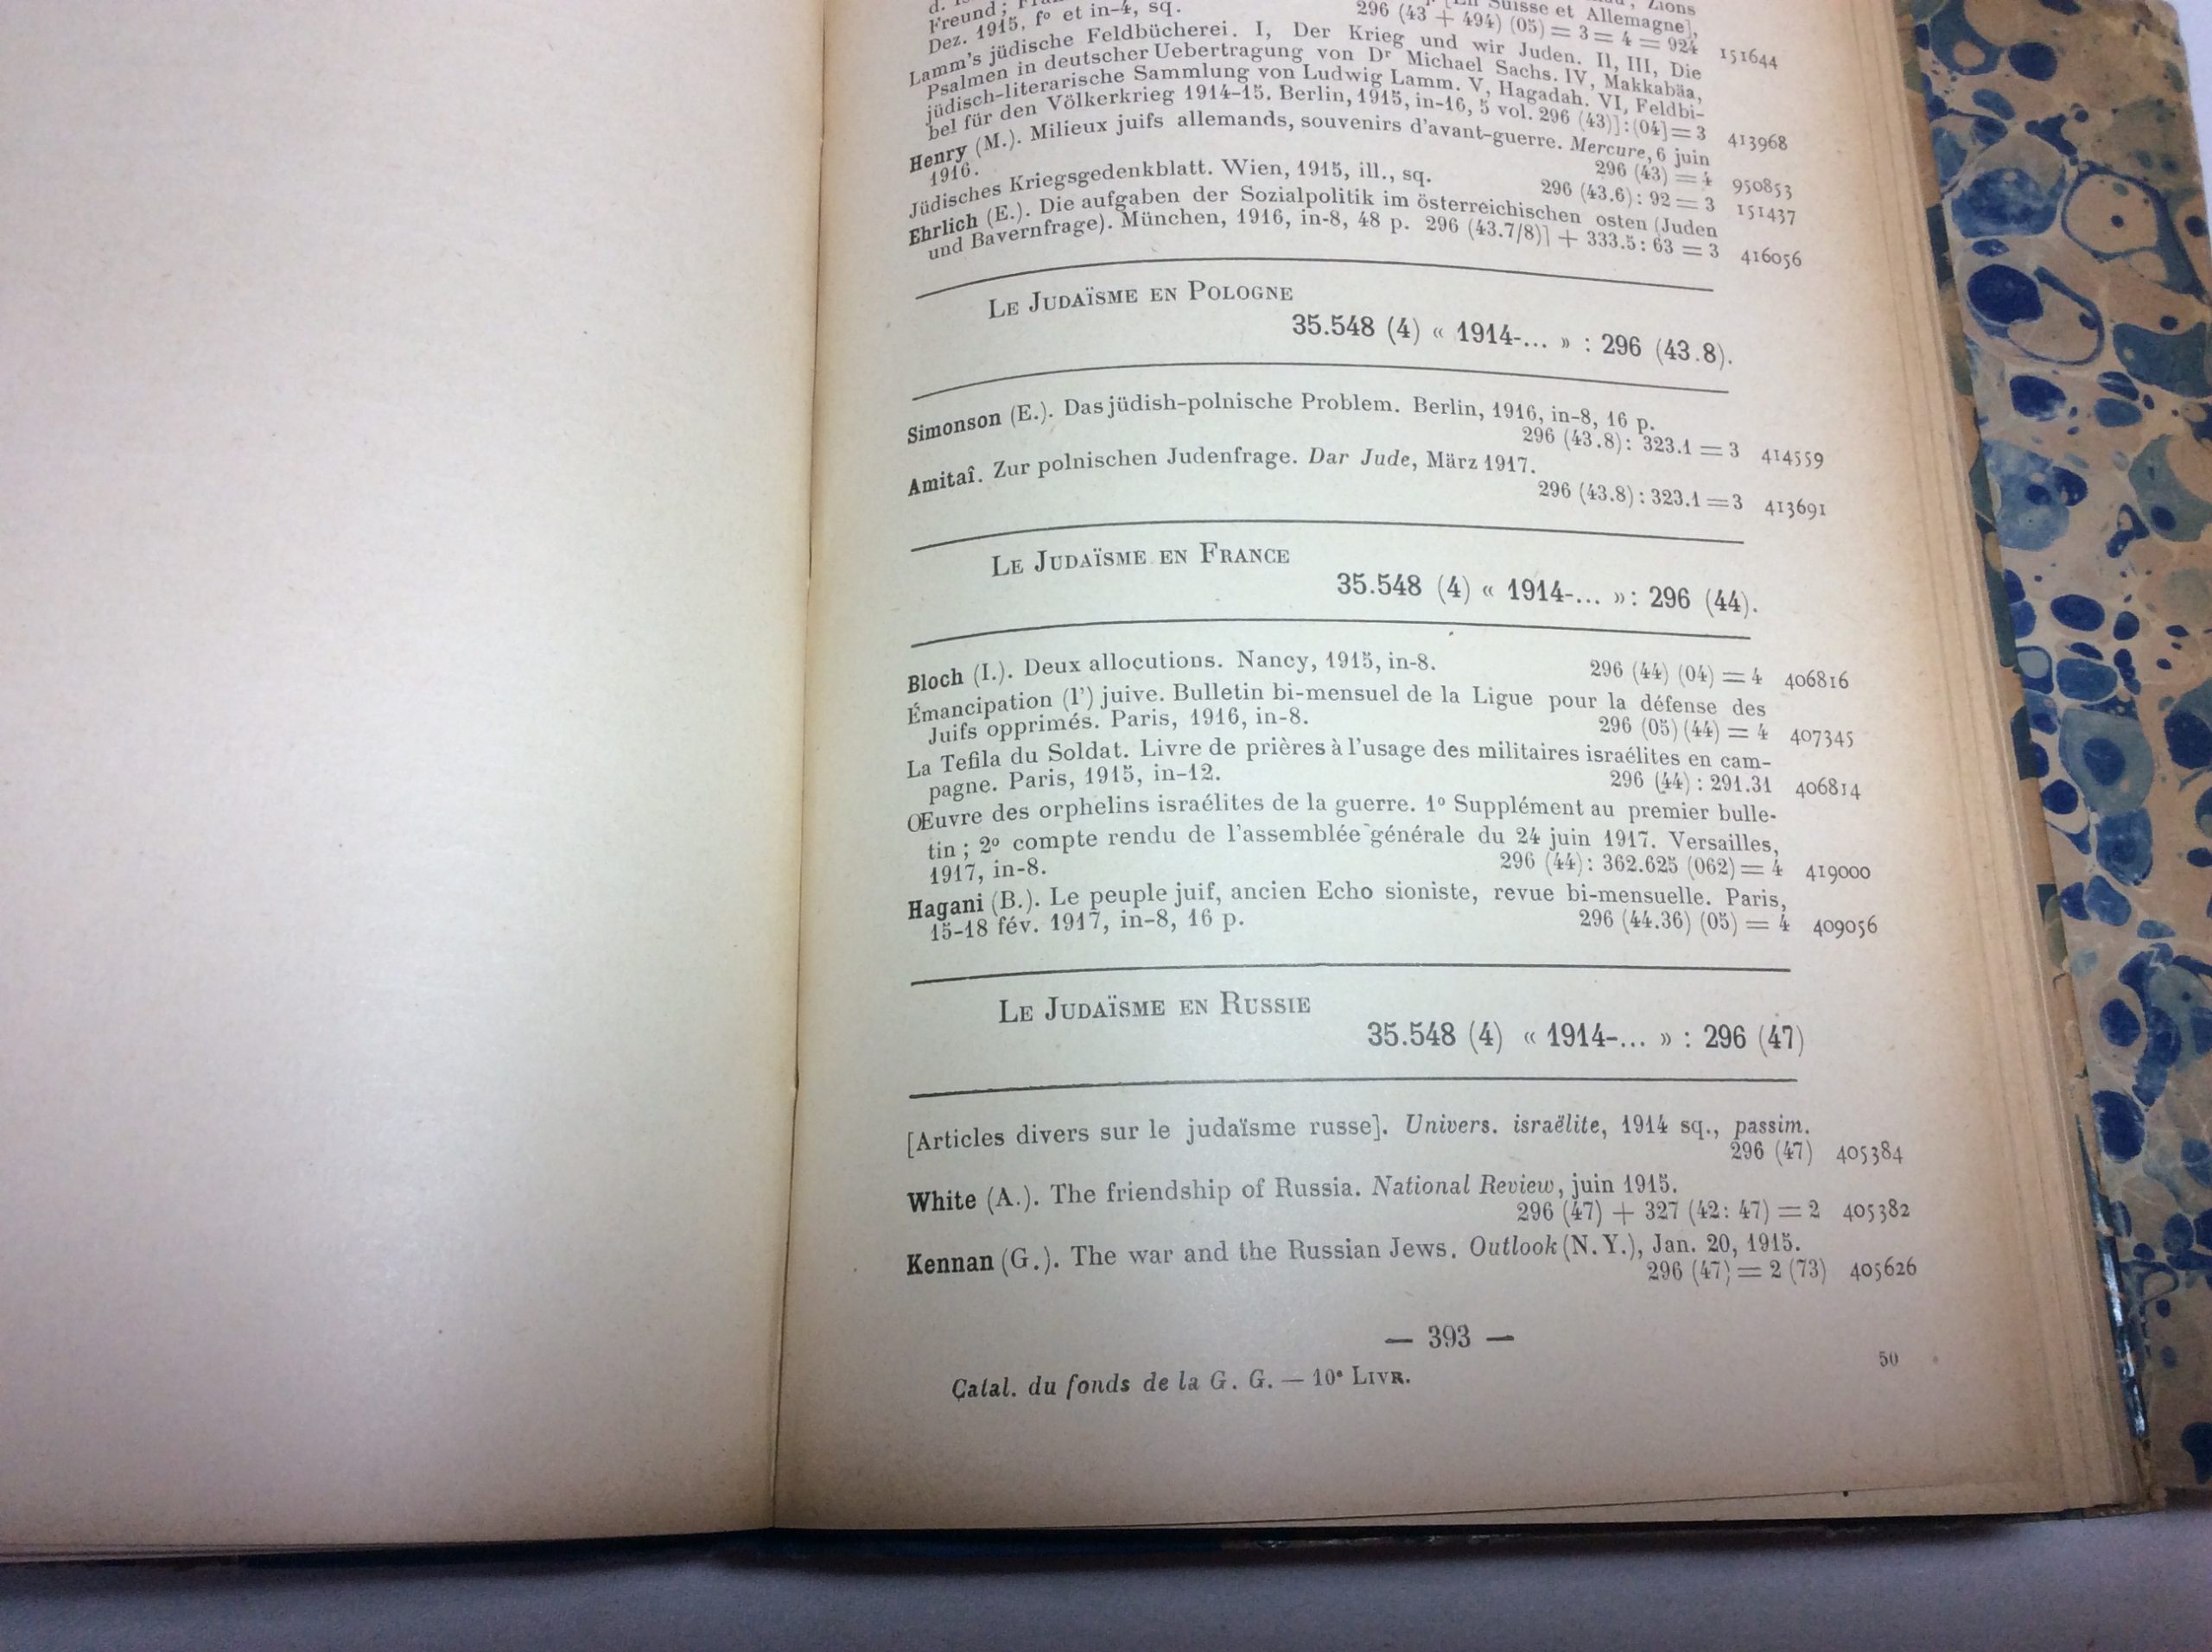 Freund;
Suisse et Allemagne],
Dez. 1915, fº et in-4, sq. 296 (43 + 494) (05) = 3 = 4 = 924 151644
Lamm's jüdische Feldbücherei. I, Der Krieg und wir Juden. II, III, Die
Psalmen in deutscher Uebertragung von Dr Michael Sachs. IV, Makkabäa,
jüdisch-literarische Sammlung von Ludwig Lamm. V, Hagadah. VI, Feldbi-
bel für den Völkerkrieg 1914-15. Berlin, 1915, in-16, 5 vol. 296 (43)]:(04]=3 413968
Henry (M.). Milieux juifs allemands, souvenirs d'avant-guerre. Mercure, 6 juin
1916. 296 (43) = 4 950853
Jüdisches Kriegsgedenkblatt. Wien, 1915, ill., sq. 296 (43.6): 92 = 3 151437
Ehrlich (E.). Die aufgaben der Sozialpolitik im österreichischen osten (Juden
und Bavernfrage). München, 1916, in-8, 48 p. 296 (43.7/8)] + 333.5: 63 = 3 416056
LE JUDAÏSME EN POLOGNE
35.548 (4) « 1914-... » : 296 (43.8).
Simonson (E.). Das jüdish-polnische Problem. Berlin, 1916, in-8, 16 p.
296 (43.8): 323.1 = 3 414559
Amitaî. Zur polnischen Judenfrage. Dar Jude, März 1917.
296 (43.8): 323.1 = 3 413691
LE JUDAÏSME EN FRANCE
35.548 (4) « 1914-... »: 296 (44).
Bloch (I.). Deux allocutions. Nancy, 1915, in-8. 296 (44) (04) = 4 406816
Émancipation (l') juive. Bulletin bi-mensuel de la Ligue pour la défense des
Juifs opprimés. Paris, 1916, in-8. 296 (05) (44) = 4 407345
La Tefila du Soldat. Livre de prières à l'usage des militaires israélites en cam-
pagne. Paris, 1915, in-12. 296 (44) : 291.31 406814
Œuvre des orphelins israélites de la guerre. 1º Supplément au premier bulle-
tin ; 2º compte rendu de l'assemblée générale du 24 juin 1917. Versailles,
1917, in-8. 296 (44): 362.625 (062) = 4 419000
Hagani (B.). Le peuple juif, ancien Echo sioniste, revue bi-mensuelle. Paris,
15-18 fév. 1917, in-8, 16 p. 296 (44.36) (05) = 4 409056
LE JUDAÏSME EN RUSSIE
35.548 (4) « 1914-... » : 296 (47)
[Articles divers sur le judaïsme russe]. Univers. israëlite, 1914 sq., passim.
296 (47) 405384
White (A.). The friendship of Russia. National Review, juin 1915.
296 (47) + 327 (42: 47) = 2 405382
Kennan (G.). The war and the Russian Jews. Outlook (N.Y.), Jan. 20, 1915.
296 (47) = 2 (73) 405626
— 393 —
Catal. du fonds de la G. G. — 10e LIVR. 50